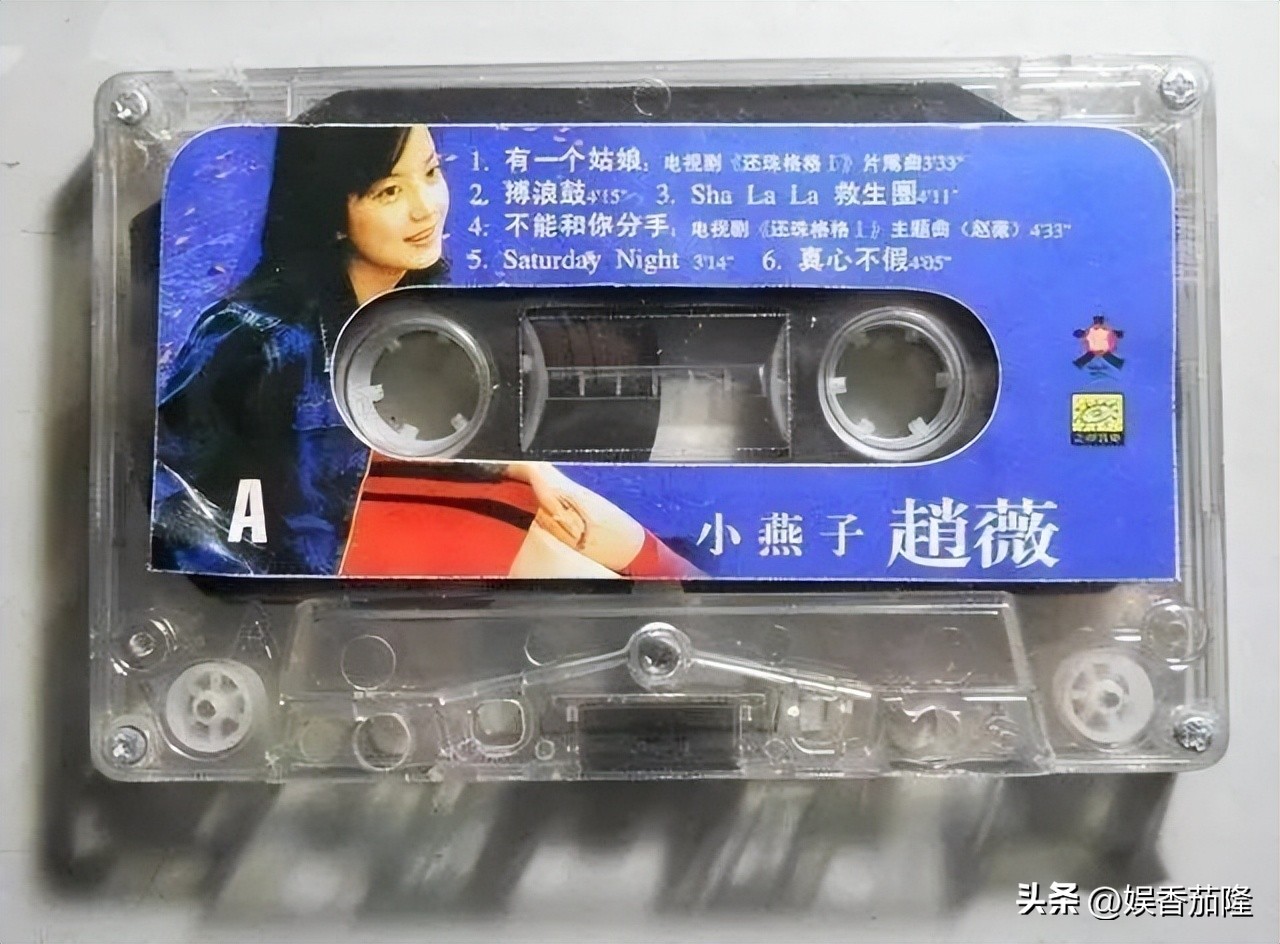 1. 有一个姑娘：电视剧《还珠格格Ⅰ》片尾曲3'33"
2. 搏浪鼓4'15" 3. Sha La La 救生圈4'11"
4. 不能和你分手：电视剧《还珠格格Ⅰ》主题曲（赵薇）4'33"
5. Saturday Night 3'14" 6. 真心不假4'05"
A
小燕子 趙薇
头条 @娱香茄隆